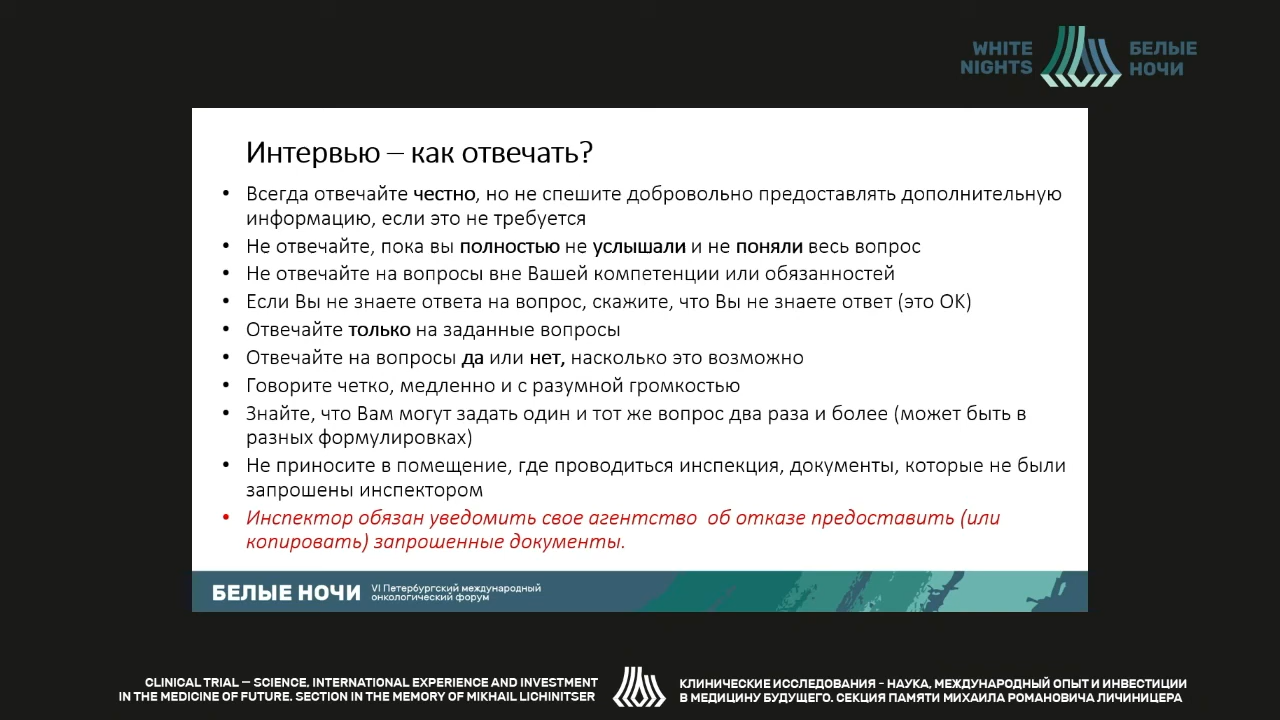 WHITE
NIGHTS
БЕЛЫЕ
НОЧИ
Интервью – как отвечать?
• Всегда отвечайте честно, но не спешите добровольно предоставлять дополнительную
информацию, если это не требуется
• Не отвечайте, пока вы полностью не услышали и не поняли весь вопрос
• Не отвечайте на вопросы вне Вашей компетенции или обязанностей
• Если Вы не знаете ответа на вопрос, скажите, что Вы не знаете ответ (это ОК)
• Отвечайте только на заданные вопросы
• Отвечайте на вопросы да или нет, насколько это возможно
• Говорите четко, медленно и с разумной громкостью
• Знайте, что Вам могут задать один и тот же вопрос два раза и более (может быть в
разных формулировках)
• Не приносите в помещение, где проводиться инспекция, документы, которые не были
запрошены инспектором
• Инспектор обязан уведомить свое агентство об отказе предоставить (или
копировать) запрошенные документы.
БЕЛЫЕ НОЧИ
VI Петербургский международный
онкологический форум
CLINICAL TRIAL – SCIENCE, INTERNATIONAL EXPERIENCE AND INVESTMENT
IN THE MEDICINE OF FUTURE. SECTION IN THE MEMORY OF MIKHAIL LICHINITSER
КЛИНИЧЕСКИЕ ИССЛЕДОВАНИЯ - НАУКА, МЕЖДУНАРОДНЫЙ ОПЫТ И ИНВЕСТИЦИИ
В МЕДИЦИНУ БУДУЩЕГО. СЕКЦИЯ ПАМЯТИ МИХАИЛА РОМАНОВИЧА ЛИЧИНИЦЕРА